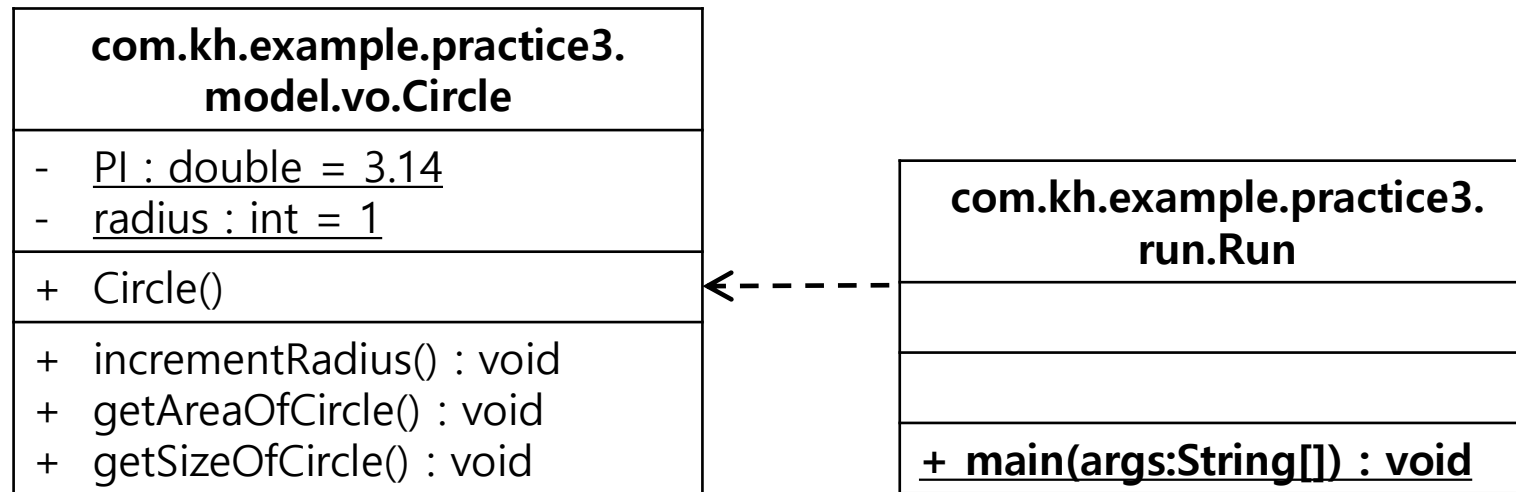 com.kh.example.practice3.
model.vo.Circle
- PI : double = 3.14
- radius : int = 1
+ Circle()
+ incrementRadius() : void
+ getAreaOfCircle() : void
+ getSizeOfCircle() : void
com.kh.example.practice3.
run.Run
+ main(args:String[]) : void